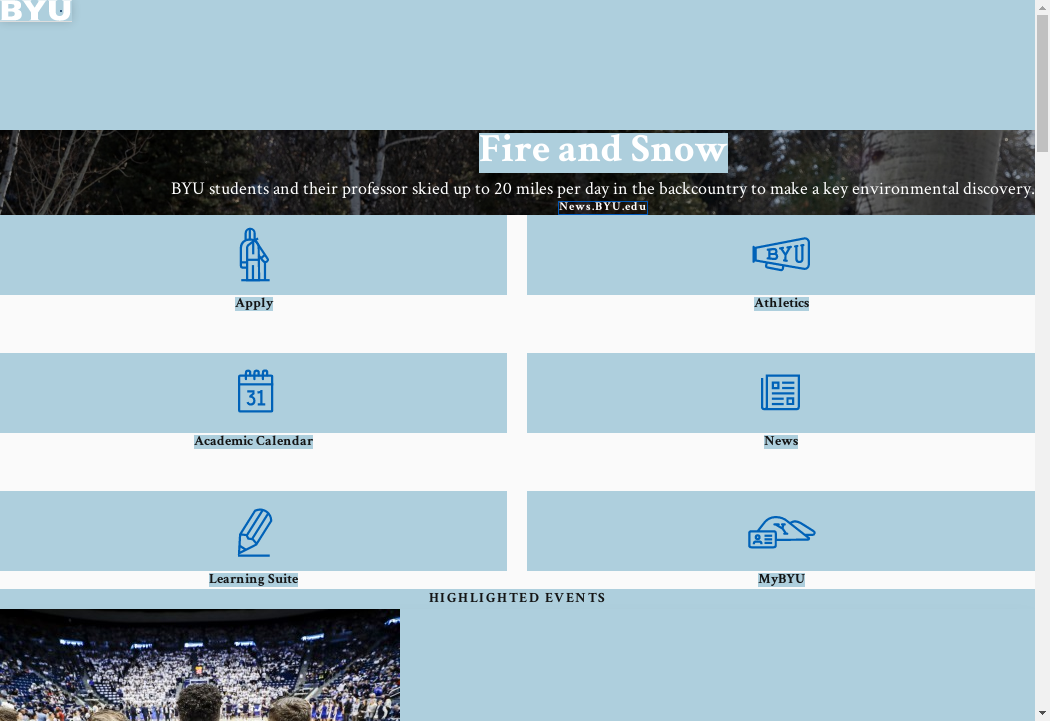 BYU
Fire and Snow
BYU students and their professor skied up to 20 miles per day in the backcountry to make a key environmental discovery.
News.BYU.edu
BYU
Apply
Athletics
31
Academic Calendar
News
Learning Suite
MyBYU
HIGHLIGHTED EVENTS